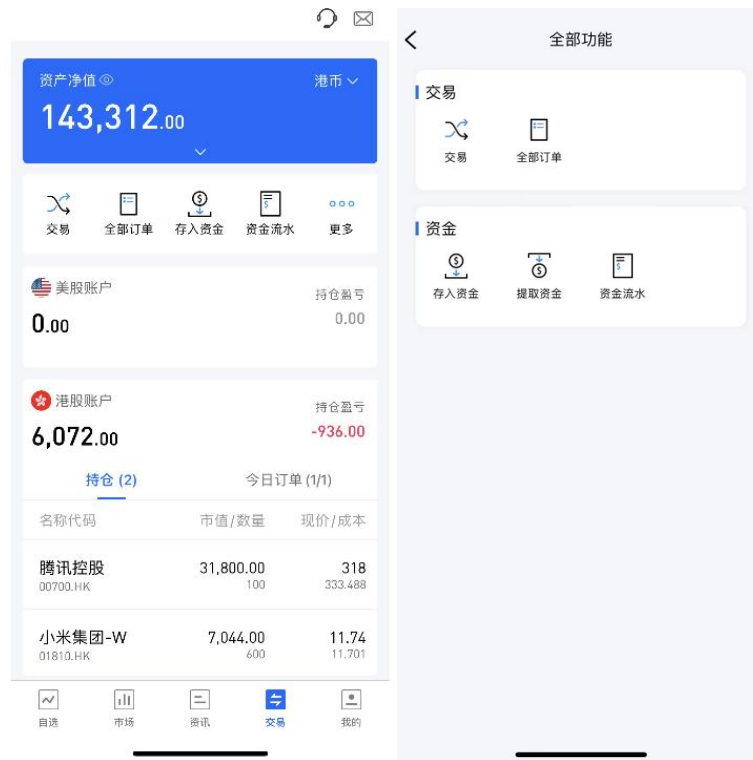 资产净值
港币
143,312.00
交易
全部订单
存入资金
资金流水
更多
美股账户
持仓盈亏
0.00
0.00
港股账户
持仓盈亏
6,072.00
-936.00
持仓 (2)
今日订单 (1/1)
名称代码
市值/数量
现价/成本
腾讯控股
31,800.00
318
00700.HK
100
333.488
小米集团-W
7,044.00
11.74
01810.HK
600
11.701
自选
市场
资讯
交易
我的
全部功能
交易
交易
全部订单
资金
存入资金
提取资金
资金流水